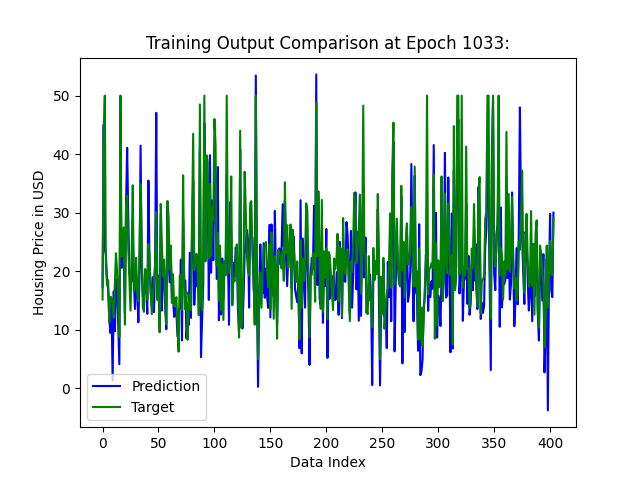 Training Output Comparison at Epoch 1033:
Housing Price in USD
50
40
30
20
10
0
Prediction
Target
0 50 100 150 200 250 300 350 400
Data Index